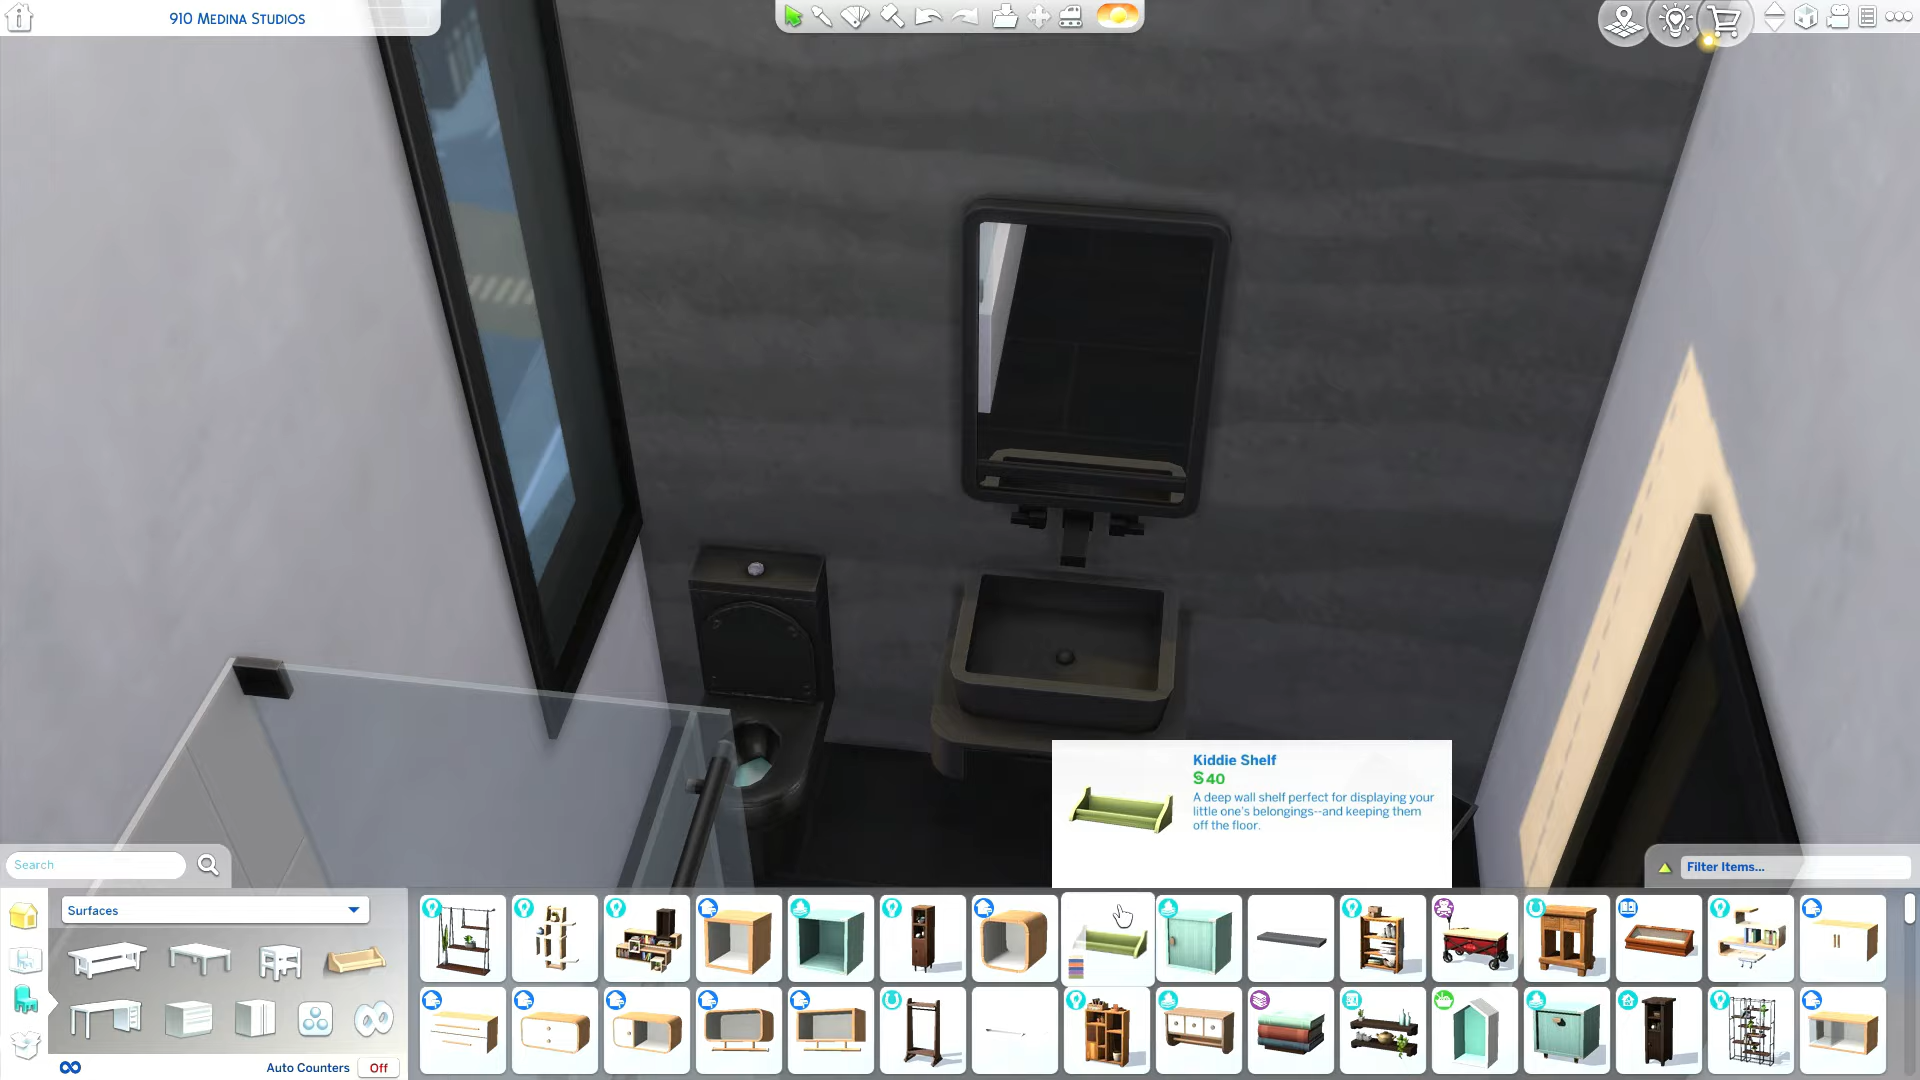 910 Medina Studios
Kiddie Shelf
§40
A deep wall shelf perfect for displaying your
little one's belongings--and keeping them
off the floor.
Search
Filter Items...
Surfaces
Auto Counters Off